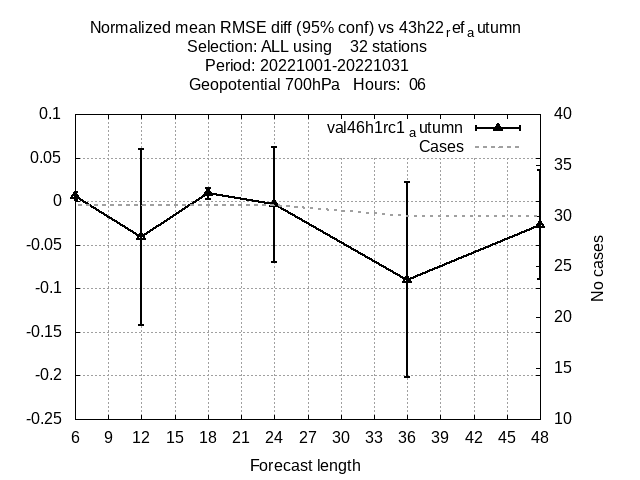 Normalized mean RMSE diff (95% conf) vs 43h22refautumn
Selection: ALL using 32 stations
Period: 20221001-20221031
Geopotential 700hPa Hours: 06
val46h1rc1autumn
Cases
0.1
0.05
0
-0.05
-0.1
-0.15
-0.2
-0.25
40
35
30
25
20
15
10
No cases
6 9 12 15 18 21 24 27 30 33 36 39 42 45 48
Forecast length